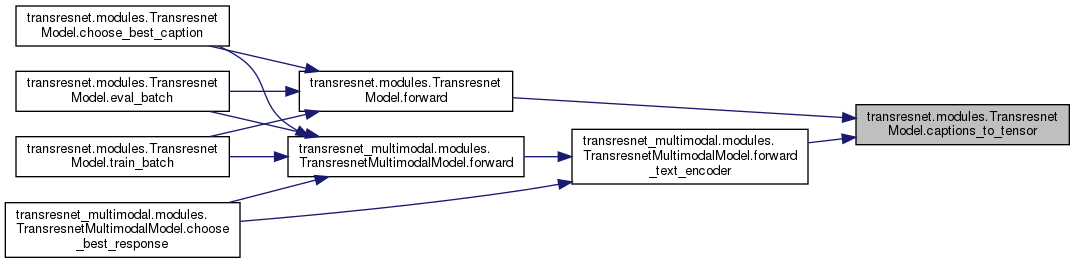 transresnet.modules.Transresnet
Model.choose_best_caption
transresnet.modules.Transresnet
Model.eval_batch
transresnet.modules.Transresnet
Model.train_batch
transresnet_multimodal.modules.
TransresnetMultimodalModel.choose
_best_response
transresnet.modules.Transresnet
Model.forward
transresnet_multimodal.modules.
TransresnetMultimodalModel.forward
transresnet_multimodal.modules.
TransresnetMultimodalModel.forward
_text_encoder
transresnet.modules.Transresnet
Model.captions_to_tensor